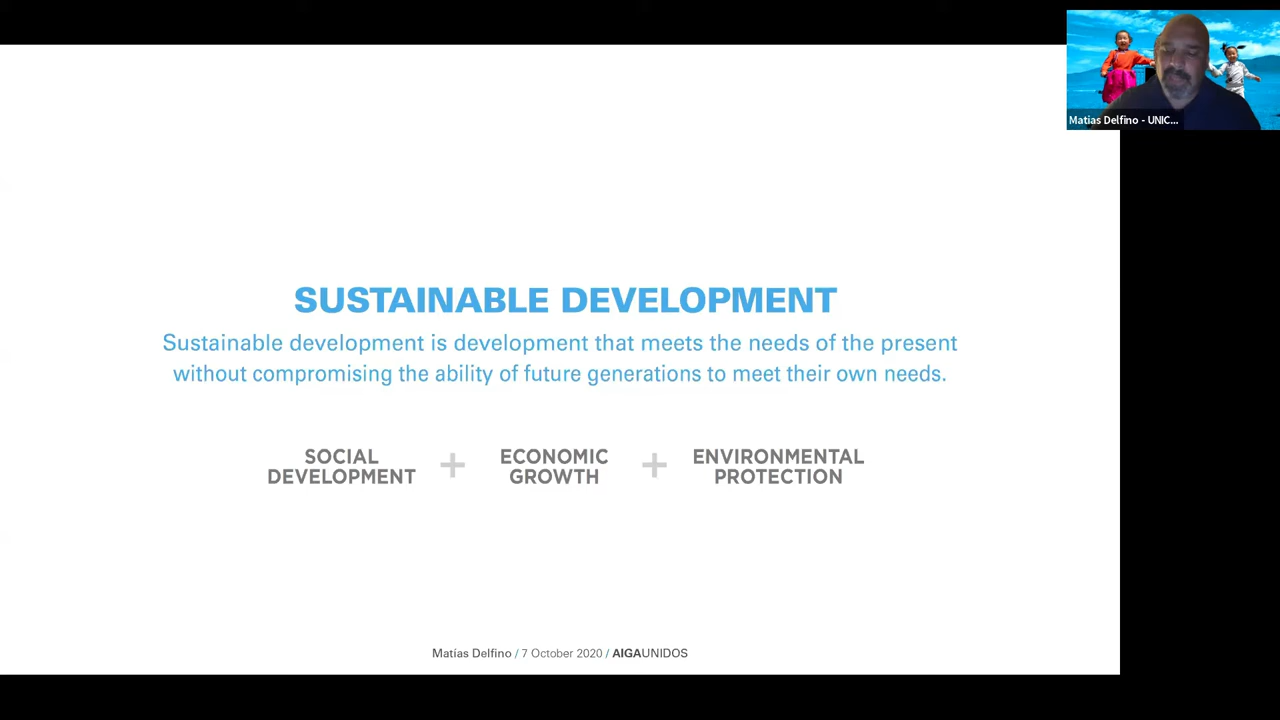 Matias Delfino - UNIC...
SUSTAINABLE DEVELOPMENT
Sustainable development is development that meets the needs of the present
without compromising the ability of future generations to meet their own needs.
SOCIAL
DEVELOPMENT
+
ECONOMIC
GROWTH
+
ENVIRONMENTAL
PROTECTION
Matías Delfino / 7 October 2020 / AIGAUNIDOS